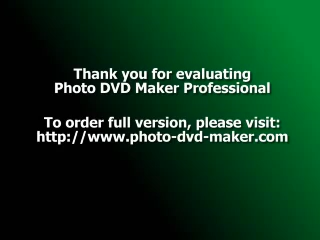 Thank you for evaluating
Photo DVD Maker Professional
To order full version, please visit:
http://www.photo-dvd-maker.com